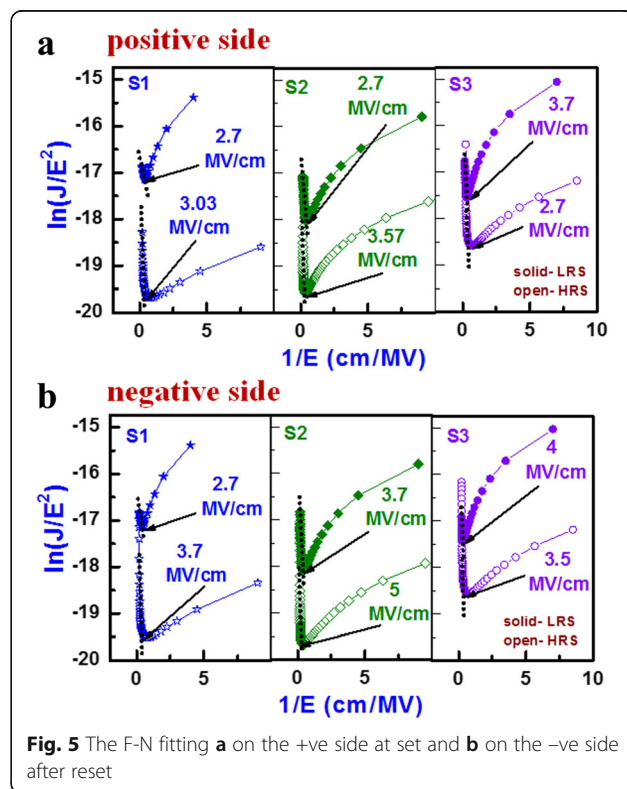 a positive side
S1
S2
S3
-15
-16
-17
-18
-19
-20
ln(J/E²)
2.7
MV/cm
3.03
MV/cm
2.7
MV/cm
3.57
MV/cm
3.7
MV/cm
2.7
MV/cm
solid- LRS
open- HRS
0 5 0 5 0 5 10
1/E (cm/MV)
b negative side
S1
S2
S3
-15
-16
-17
-18
-19
-20
ln(J/E²)
2.7
MV/cm
3.7
MV/cm
3.7
MV/cm
5
MV/cm
4
MV/cm
3.5
MV/cm
solid- LRS
open- HRS
0 5 0 5 0 5 10
1/E (cm/MV)
Fig. 5 The F-N fitting a on the +ve side at set and b on the –ve side
after reset